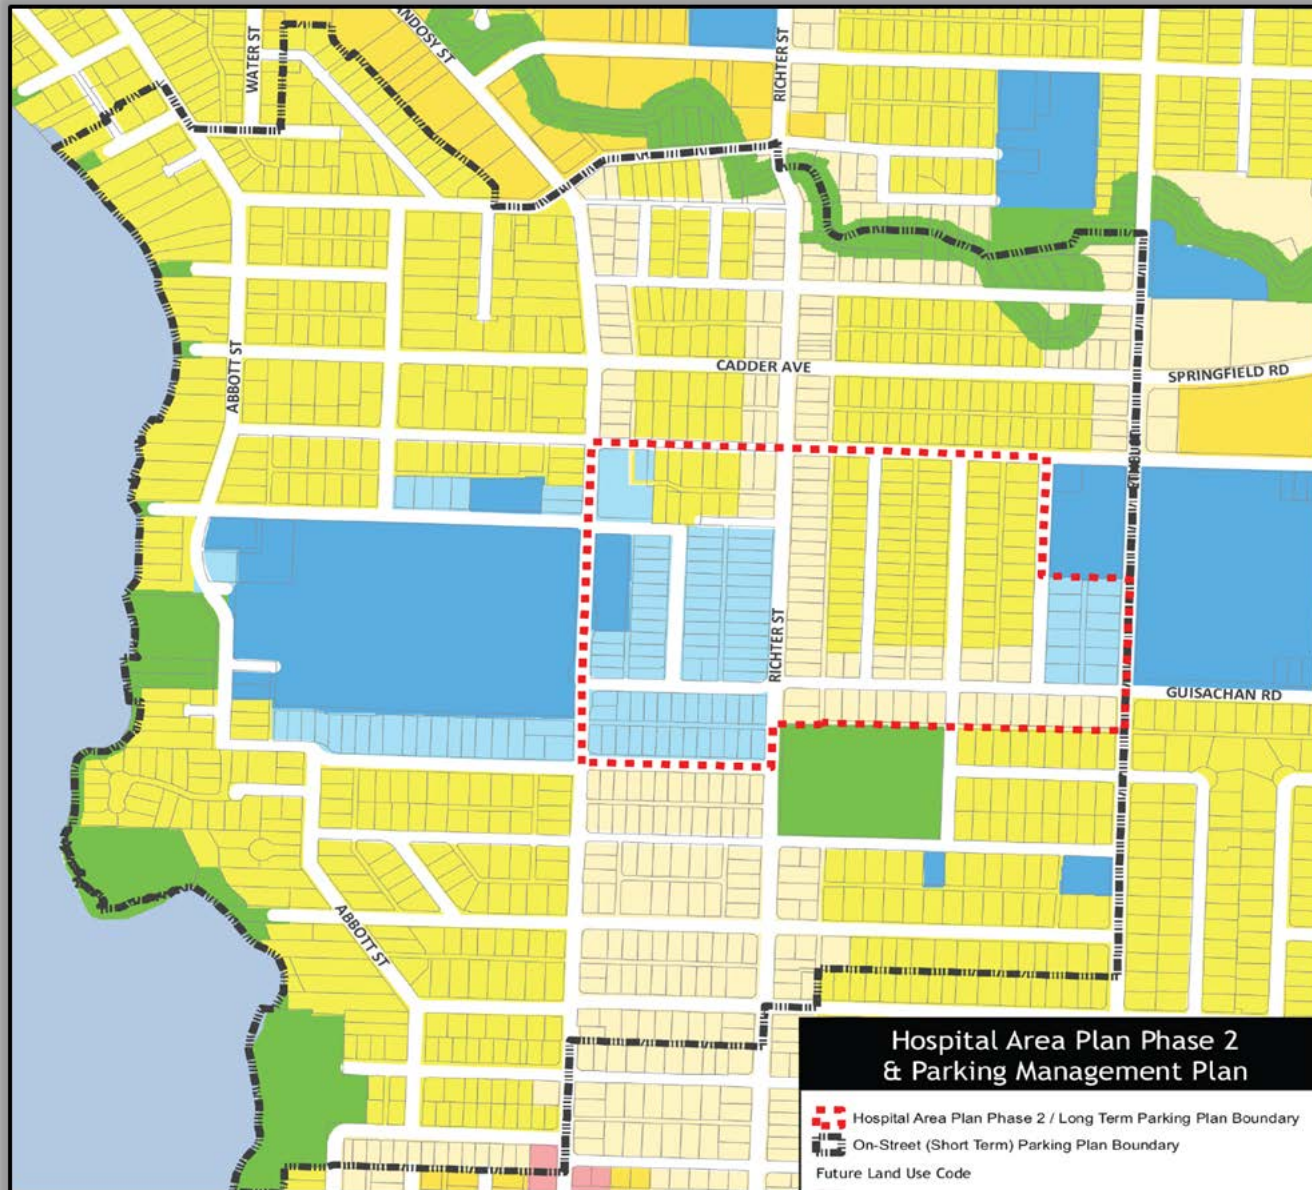 WATER ST
ANDOSY ST
RICHTER ST
CADDER AVE
SPRINGFIELD RD
ABBOTT ST
RICHTER ST
GUISACHAN RD
ABBOTT ST
Hospital Area Plan Phase 2
& Parking Management Plan
Hospital Area Plan Phase 2 / Long Term Parking Plan Boundary
On-Street (Short Term) Parking Plan Boundary
Future Land Use Code